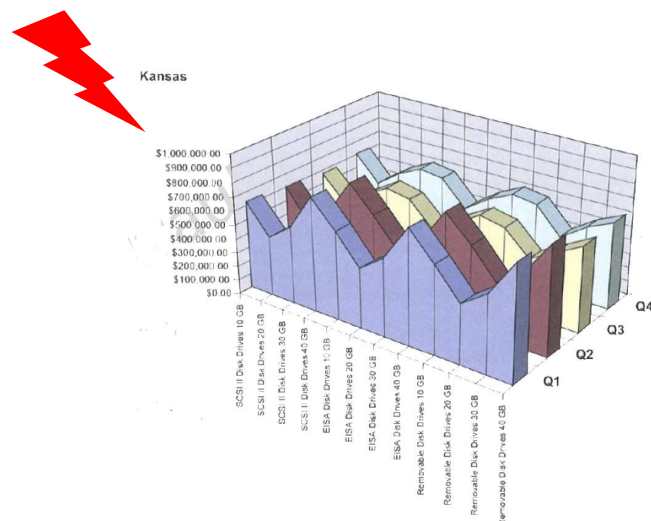 Kansas
$1,000,000.00
$900,000.00
$800,000.00
$700,000.00
$600,000.00
$500,000.00
$400,000.00
$300,000.00
$200,000.00
$100,000.00
$0.00
SCSI II Disk Drives 10 GB
SCSI II Disk Drives 20 GB
SCSI II Disk Drives 30 GB
SCSI II Disk Drives 40 GB
EISA Disk Drives 10 GB
EISA Disk Drives 20 GB
EISA Disk Drives 30 GB
EISA Disk Drives 40 GB
Removable Disk Drives 10 GB
Removable Disk Drives 20 GB
Removable Disk Drives 30 GB
emovable Disk Drives 40 GB
Q1
Q2
Q3
Q4